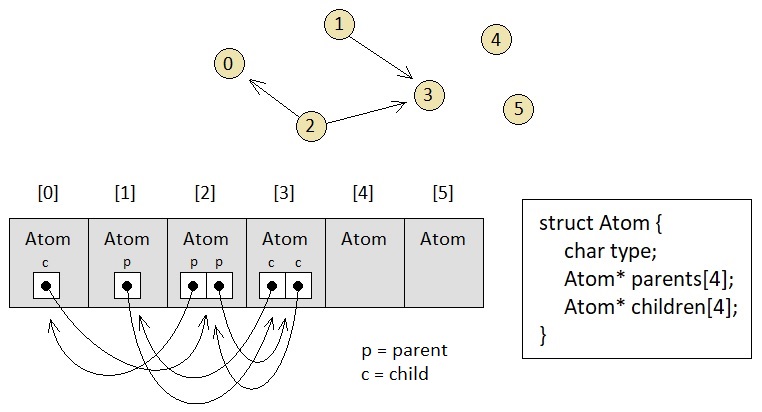 1
4
0
3
5
2
[0] [1] [2] [3] [4] [5]
Atom Atom Atom Atom Atom Atom
c p p p c c
struct Atom {
char type;
Atom* parents[4];
Atom* children[4];
}
p = parent
c = child